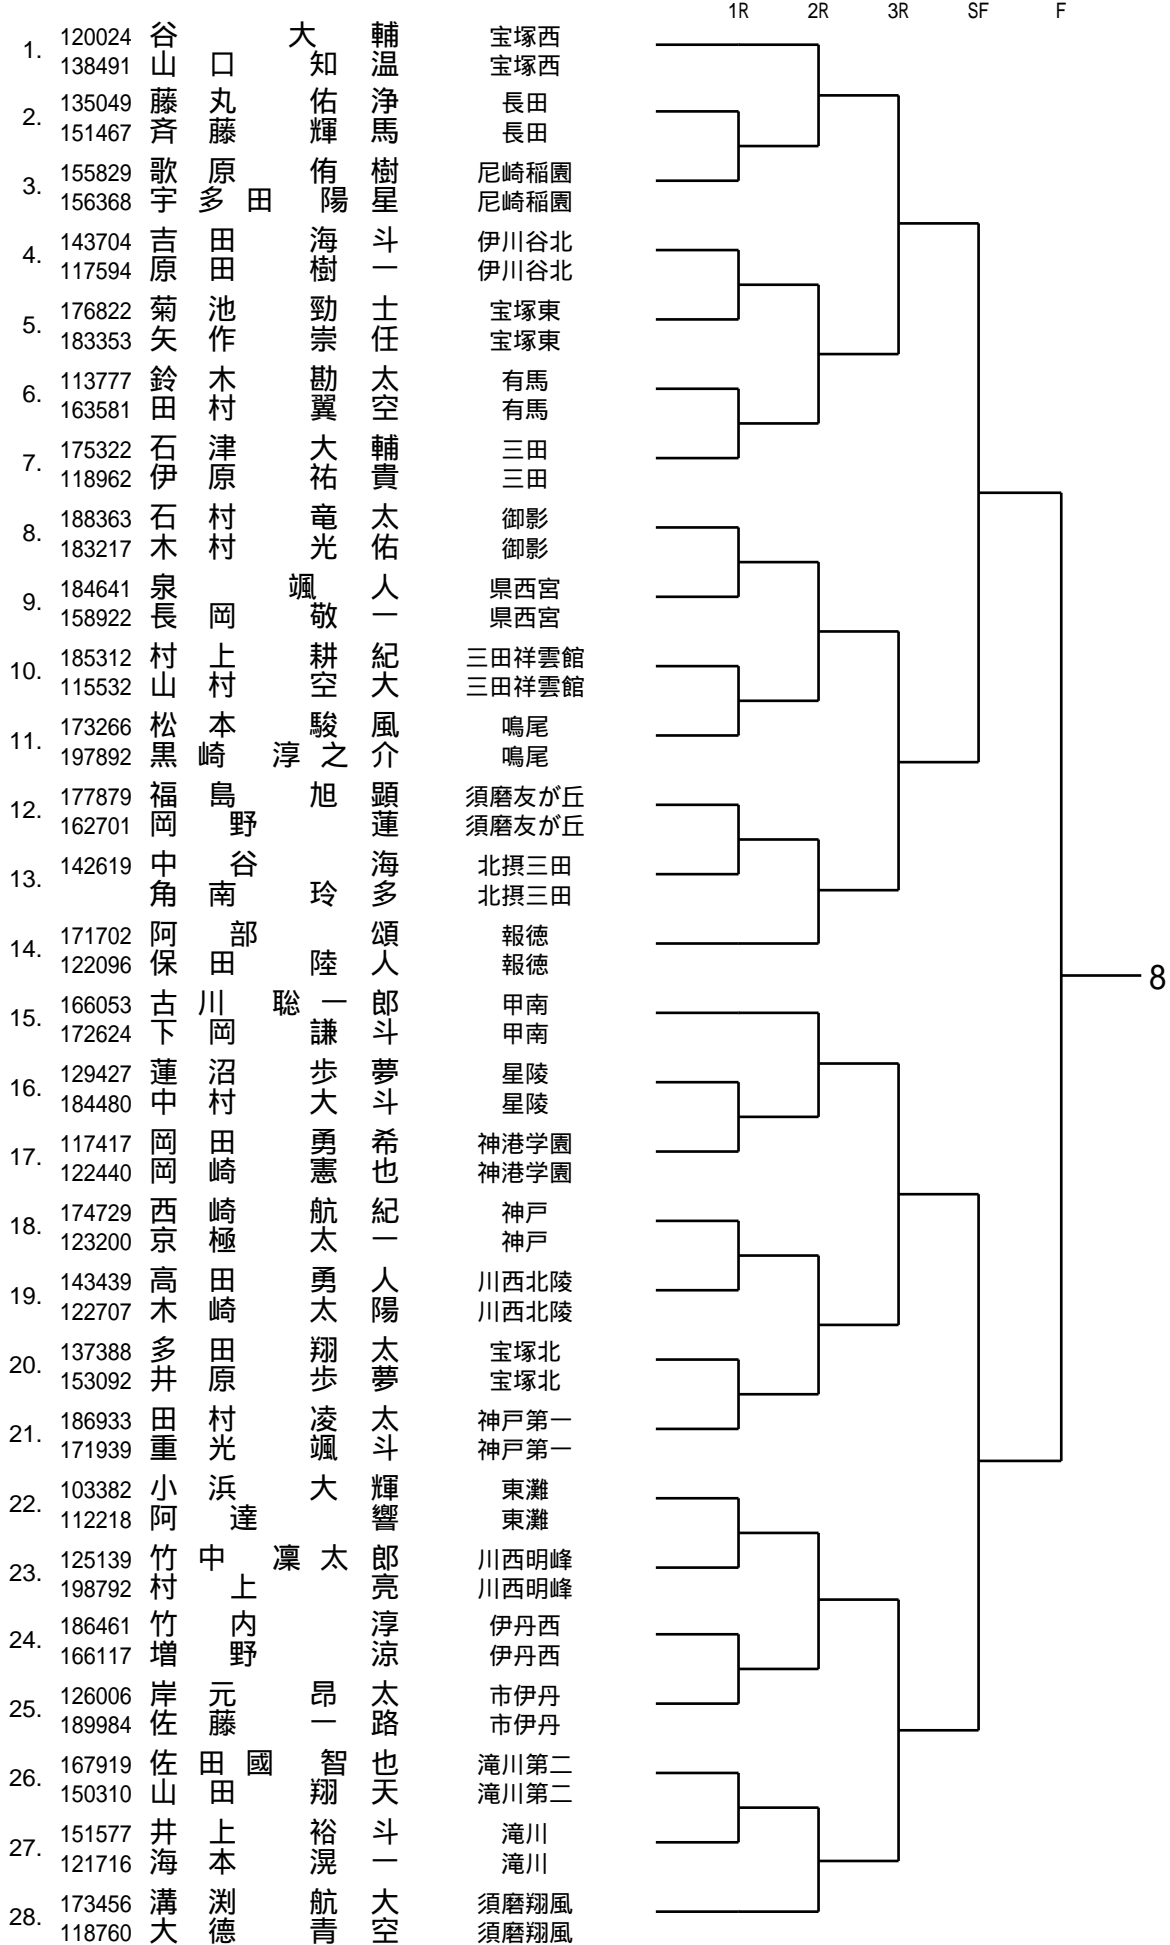 1R 2R 3R SF F
1. 120024 谷 大 輔 宝塚西
138491 山 口 知 温 宝塚西
2. 135049 藤 丸 佑 浄 長田
151467 斉 藤 輝 馬 長田
3. 155829 歌 原 侑 樹 尼崎稲園
156368 宇 多 田 陽 星 尼崎稲園
4. 143704 吉 田 海 斗 伊川谷北
117594 原 田 樹 一 伊川谷北
5. 176822 菊 池 勁 士 宝塚東
183353 矢 作 崇 任 宝塚東
6. 113777 鈴 木 勘 太 有馬
163581 田 村 翼 空 有馬
7. 175322 石 津 大 輔 三田
118962 伊 原 祐 貴 三田
8. 188363 石 村 竜 太 御影
183217 木 村 光 佑 御影
9. 184641 泉 颯 人 県西宮
158922 長 岡 敬 一 県西宮
10. 185312 村 上 耕 紀 三田祥雲館
115532 山 村 空 大 三田祥雲館
11. 173266 松 本 駿 風 鳴尾
197892 黒 崎 淳 之 介 鳴尾
12. 177879 福 島 旭 顕 須磨友が丘
162701 岡 野 蓮 須磨友が丘
13. 142619 中 谷 海 北摂三田
角 南 玲 多 北摂三田
14. 171702 阿 部 頌 報徳
122096 保 田 陸 人 報徳
8
15. 166053 古 川 聡 一 郎 甲南
172624 下 岡 謙 斗 甲南
16. 129427 蓮 沼 歩 夢 星陵
184480 中 村 大 斗 星陵
17. 117417 岡 田 勇 希 神港学園
122440 岡 崎 憲 也 神港学園
18. 174729 西 崎 航 紀 神戸
123200 京 極 太 一 神戸
19. 143439 高 田 勇 人 川西北陵
122707 木 崎 太 陽 川西北陵
20. 137388 多 田 翔 太 宝塚北
153092 井 原 歩 夢 宝塚北
21. 186933 田 村 凌 太 神戸第一
171939 重 光 颯 斗 神戸第一
22. 103382 小 浜 大 輝 東灘
112218 阿 達 響 東灘
23. 125139 竹 中 凜 太 郎 川西明峰
198792 村 上 亮 川西明峰
24. 186461 竹 内 淳 伊丹西
166117 増 野 涼 伊丹西
25. 126006 岸 元 昂 太 市伊丹
189984 佐 藤 一 路 市伊丹
26. 167919 佐 田 國 智 也 滝川第二
150310 山 田 翔 天 滝川第二
27. 151577 井 上 裕 斗 滝川
121716 海 本 滉 一 滝川
28. 173456 溝 渕 航 大 須磨翔風
118760 大 德 青 空 須磨翔風